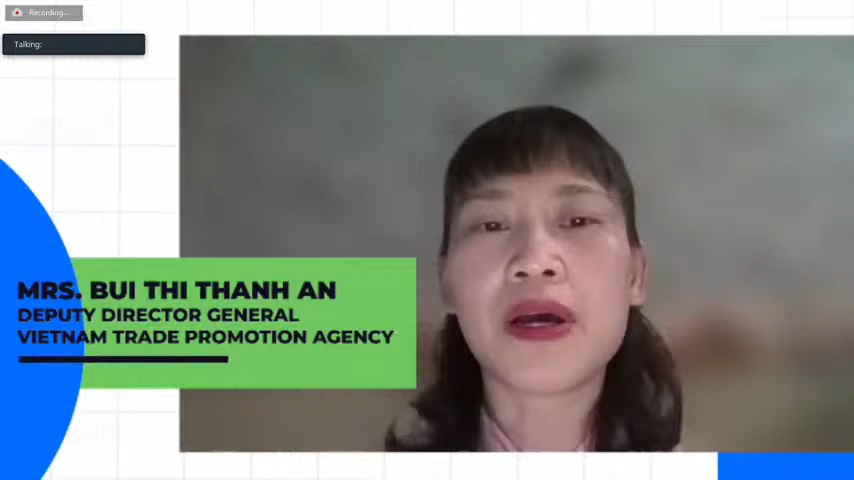 Recording...
Talking:
MRS. BUI THI THANH AN
DEPUTY DIRECTOR GENERAL
VIETNAM TRADE PROMOTION AGENCY